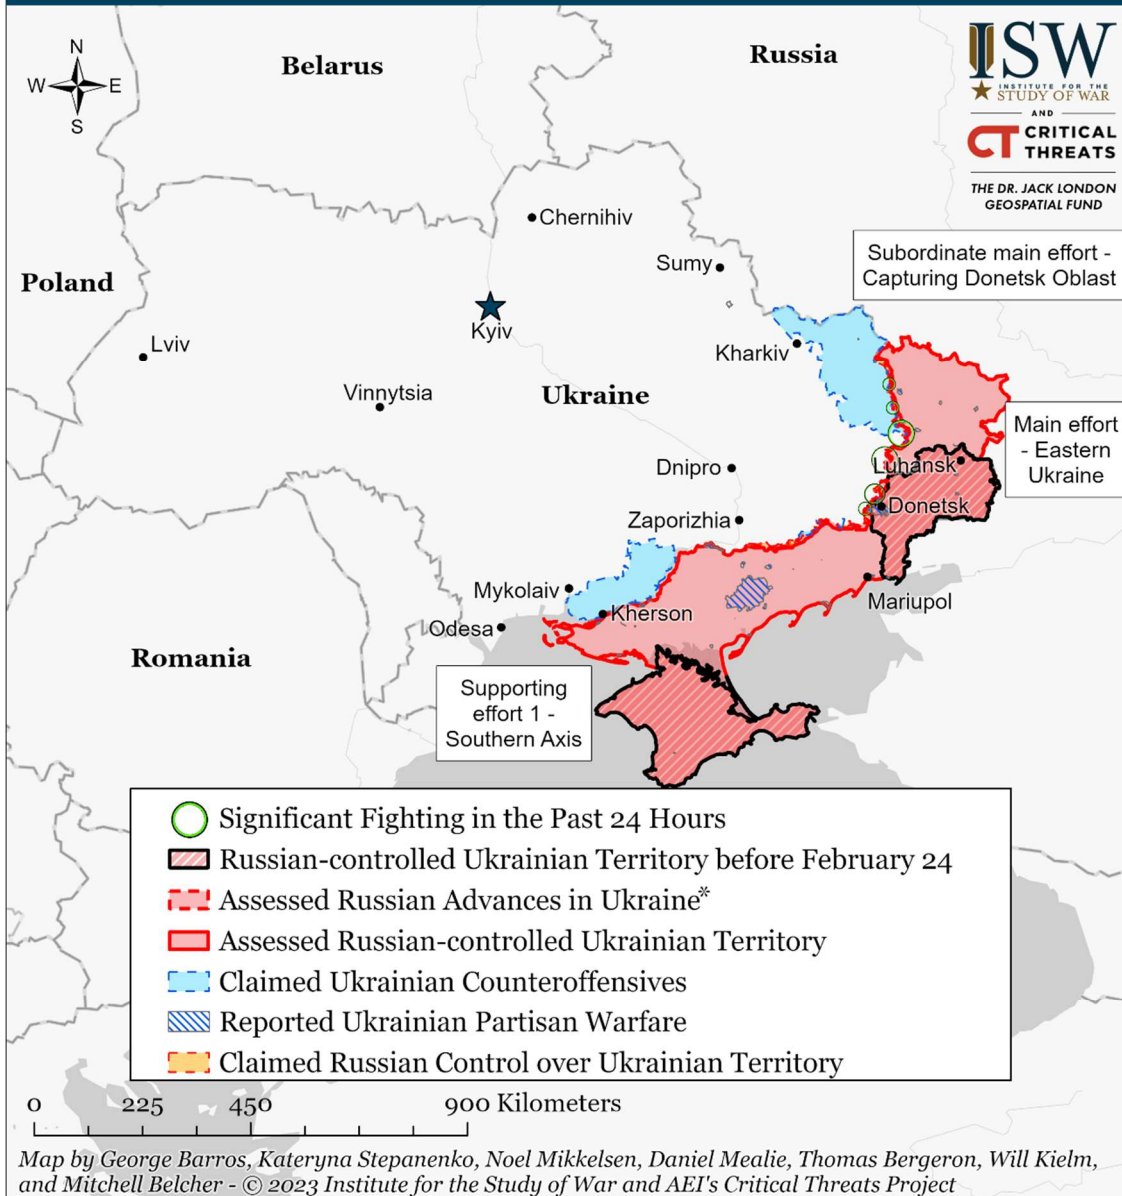 N
W E
S
Belarus
Russia
ISW
INSTITUTE FOR THE
STUDY OF WAR
AND
CT CRITICAL
THREATS
THE DR. JACK LONDON
GEOSPATIAL FUND
Chernihiv
Sumy
Subordinate main effort -
Capturing Donetsk Oblast
Poland
Kyiv
Lviv
Kharkiv
Vinnytsia
Ukraine
Main effort
- Eastern
Ukraine
Dnipro
Luhansk
Donetsk
Zaporizhia
Mykolaiv
Kherson
Mariupol
Odesa
Romania
Supporting
effort 1 -
Southern Axis
Significant Fighting in the Past 24 Hours
Russian-controlled Ukrainian Territory before February 24
Assessed Russian Advances in Ukraine*
Assessed Russian-controlled Ukrainian Territory
Claimed Ukrainian Counteroffensives
Reported Ukrainian Partisan Warfare
Claimed Russian Control over Ukrainian Territory
0 225 450 900 Kilometers
Map by George Barros, Kateryna Stepanenko, Noel Mikkelsen, Daniel Mealie, Thomas Bergeron, Will Kielm,
and Mitchell Belcher - © 2023 Institute for the Study of War and AEI's Critical Threats Project